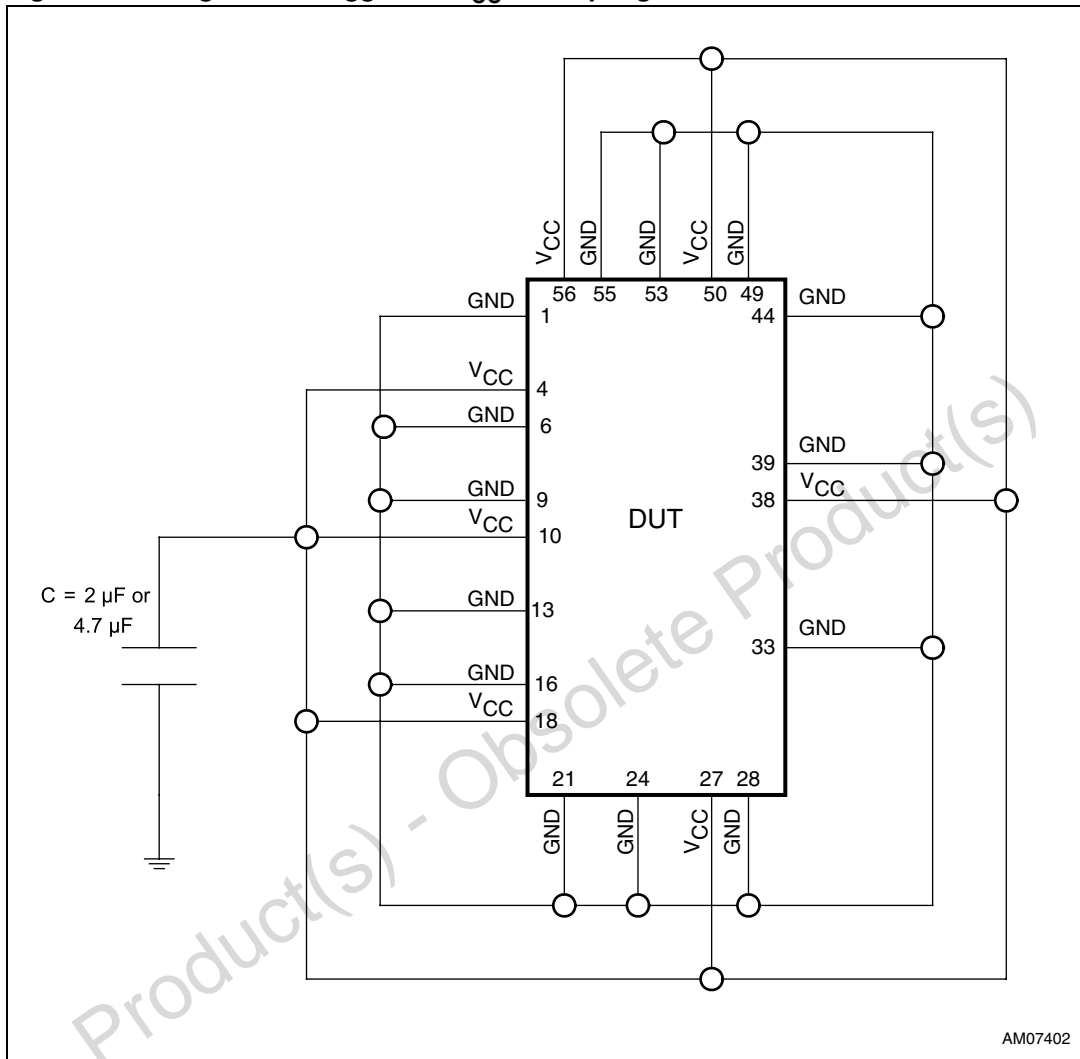 VCC
GND
GND
VCC
GND
56
55
53
50
49
GND
1
44
GND
VCC
4
GND
6
39
GND
GND
9
38
VCC
VCC
10
DUT
C = 2 µF or
4.7 µF
GND
13
33
GND
GND
16
VCC
18
21
24
27
28
GND
GND
VCC
GND
Product(s) - Obsolete Product(s)
AM07402